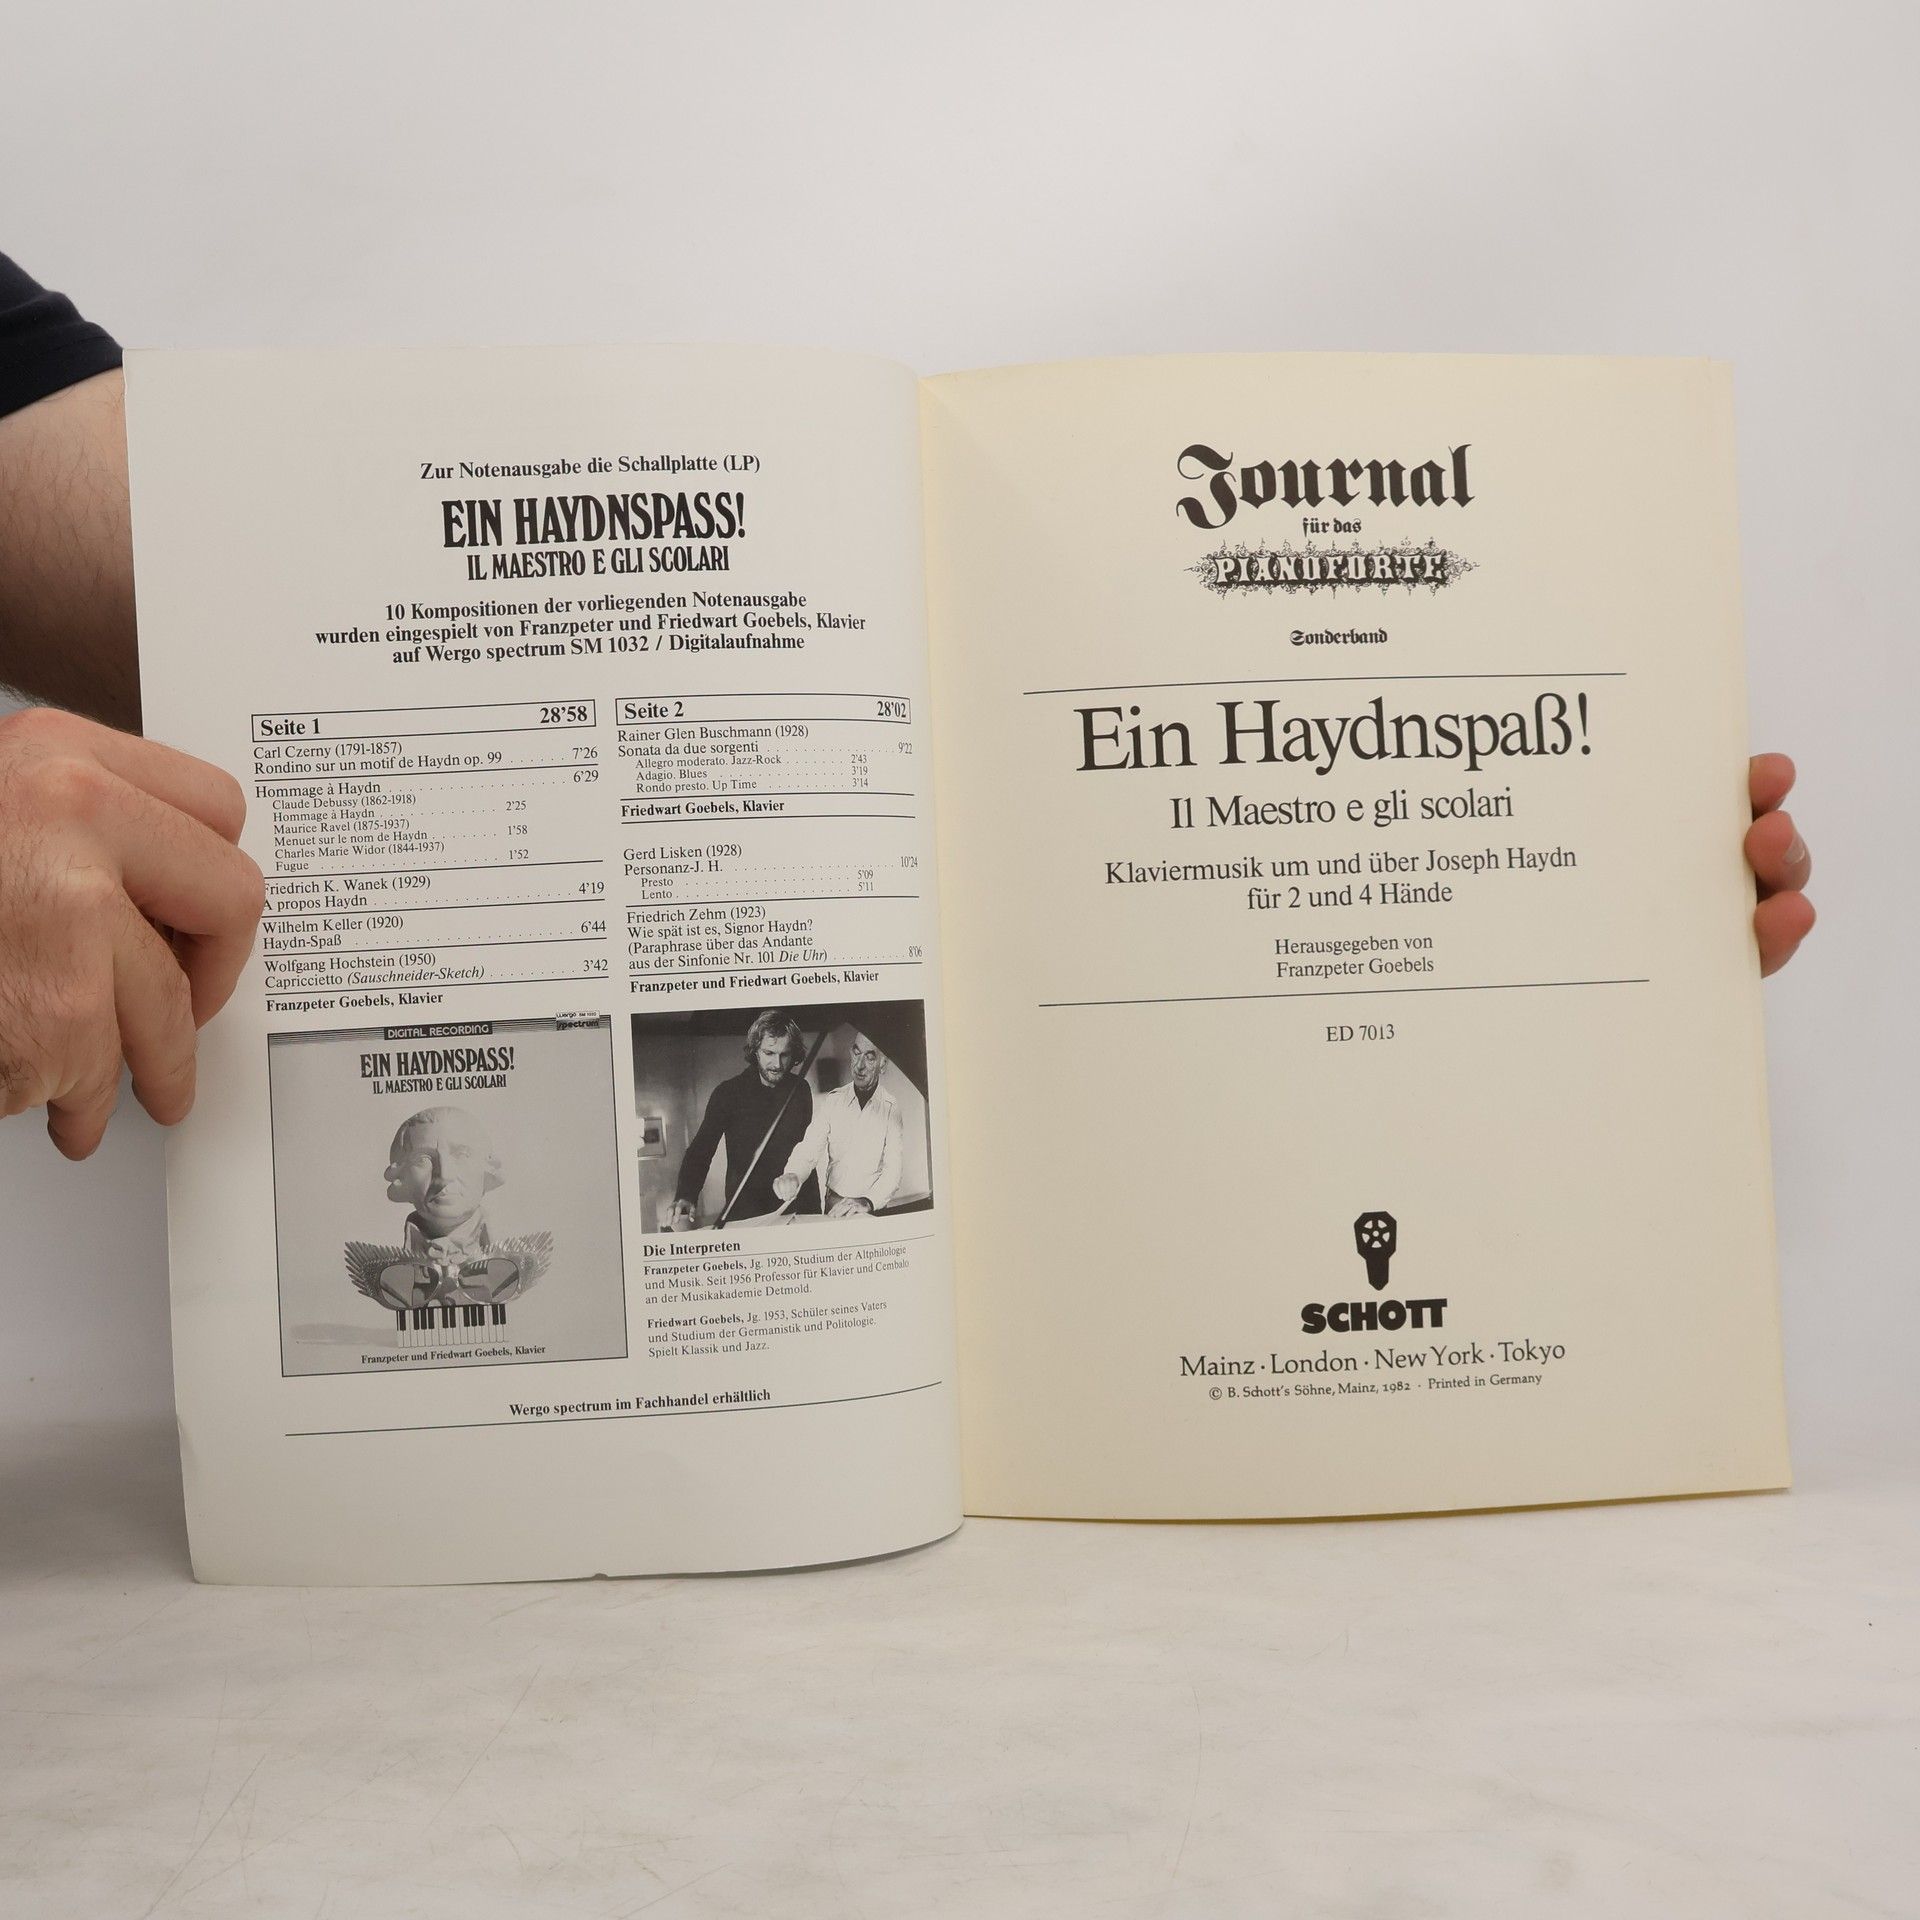 Zur Notenausgabe die Schallplatte (LP)
EIN HAYDNSPASS!
IL MAESTRO E GLI SCOLARI
10 Kompositionen der vorliegenden Notenausgabe
wurden eingespielt von Franzpeter und Friedwart Goebels, Klavier
auf Wergo spectrum SM 1032 / Digitalaufnahme
Seite 1 28’58
Carl Czerny (1791-1857)
Rondino sur un motif de Haydn op. 99 . . . . . . 7’26
Hommage à Haydn . . . . . . . . . . . . . . . . 6’29
Claude Debussy (1862-1918)
Hommage à Haydn . . . . . . . . . . . 2’25
Maurice Ravel (1875-1937)
Menuet sur le nom de Haydn . . . . . . . 1’58
Charles Marie Widor (1844-1937)
Fugue . . . . . . . . . . . . . . . . . . 1’52
Friedrich K. Wanek (1929)
A propos Haydn . . . . . . . . . . . . . . . . . . 4’19
Wilhelm Keller (1920)
Haydn-Spaß . . . . . . . . . . . . . . . . . . . . 6’44
Wolfgang Hochstein (1950)
Capriccietto (Sauschneider-Sketch) . . . . . . . . 3’42
Franzpeter Goebels, Klavier
DIGITAL RECORDING
wergo SM 1032
spectrum
EIN HAYDNSPASS!
IL MAESTRO E GLI SCOLARI
Franzpeter und Friedwart Goebels, Klavier
Seite 2 28’02
Rainer Glen Buschmann (1928)
Sonata da due sorgenti . . . . . . . . . . . . . . . 9’22
Allegro moderato. Jazz-Rock . . . . . . . 2’43
Adagio. Blues . . . . . . . . . . . . . 3’19
Rondo presto. Up Time . . . . . . . . . 3’14
Friedwart Goebels, Klavier
Gerd Lisken (1928)
Personanz-J. H. . . . . . . . . . . . . . . . . . . 10’24
Presto . . . . . . . . . . . . . . . . 5’09
Lento . . . . . . . . . . . . . . . . 5’11
Friedrich Zehm (1923)
Wie spät ist es, Signor Haydn?
(Paraphrase über das Andante
aus der Sinfonie Nr. 101 Die Uhr) . . . . . . . . . . 8’06
Franzpeter und Friedwart Goebels, Klavier
Die Interpreten
Franzpeter Goebels, Jg. 1920, Studium der Altphilologie
und Musik. Seit 1956 Professor für Klavier und Cembalo
an der Musikakademie Detmold.
Friedwart Goebels, Jg. 1953, Schüler seines Vaters
und Studium der Germanistik und Politologie.
Spielt Klassik und Jazz.
Wergo spectrum im Fachhandel erhältlich
Journal
für das
PIANOFORTE
Sonderband
Ein Haydnspaß!
Il Maestro e gli scolari
Klaviermusik um und über Joseph Haydn
für 2 und 4 Hände
Herausgegeben von
Franzpeter Goebels
ED 7013
SCHOTT
Mainz · London · New York · Tokyo
© B. Schott’s Söhne, Mainz, 1982 · Printed in Germany